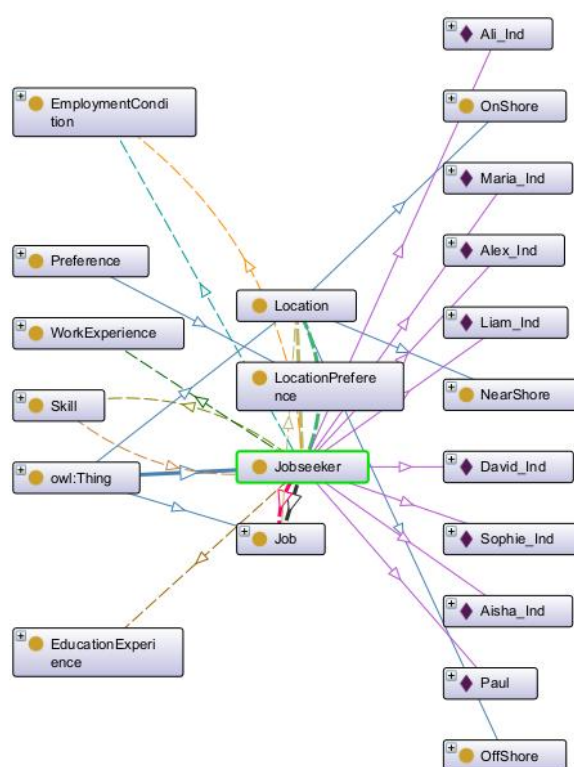 Ali_Ind
EmploymentCondi
tion
OnShore
Maria_Ind
Preference
Alex_Ind
Location
Liam_Ind
WorkExperience
LocationPrefere
nce
NearShore
Skill
owl:Thing
Jobseeker
David_Ind
Job
Sophie_Ind
Aisha_Ind
EducationExperi
ence
Paul
OffShore